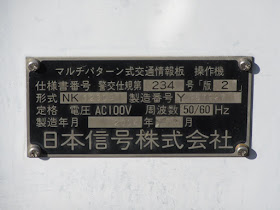 マルチパターン式交通情報板 操作機
仕様書番号 警交仕規第 234 号「版 2」
形式 NK 製造番号 Y
定格 電圧 AC100V 周波数 50/60 Hz
製造年月 年 月
日本信号株式会社